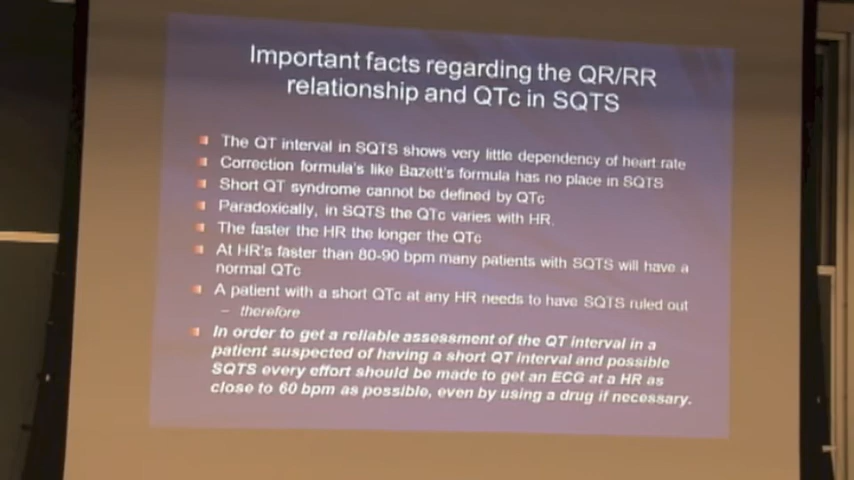 Important facts regarding the QR/RR
relationship and QTc in SQTS
The QT interval in SQTS shows very little dependency of heart rate
Correction formula's like Bazett's formula has no place in SQTS
Short QT syndrome cannot be defined by QTc
Paradoxically, in SQTS the QTc varies with HR.
The faster the HR the longer the QTc
At HR's faster than 80-90 bpm many patients with SQTS will have a
normal QTc
A patient with a short QTc at any HR needs to have SQTS ruled out
– therefore
In order to get a reliable assessment of the QT interval in a
patient suspected of having a short QT interval and possible
SQTS every effort should be made to get an ECG at a HR as
close to 60 bpm as possible, even by using a drug if necessary.